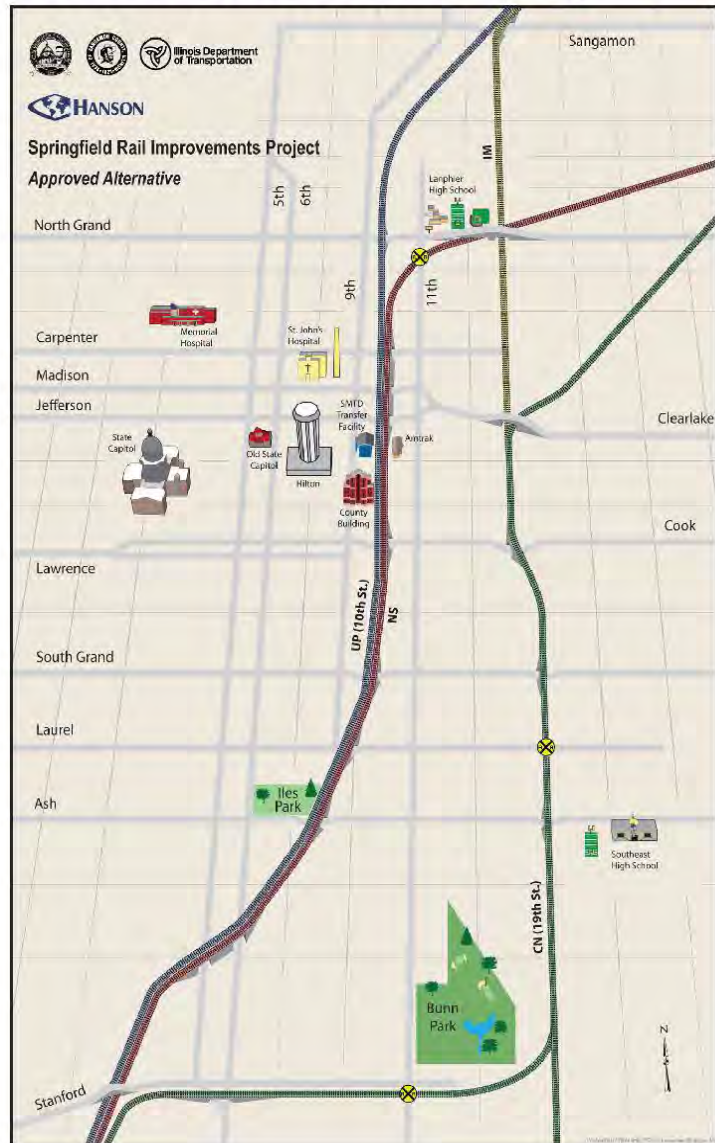 Illinois Department
of Transportation
HANSON
Springfield Rail Improvements Project
Approved Alternative
Sangamon
5th
6th
IM
Lanphier
High School
North Grand
9th
11th
Memorial
Hospital
St. John's
Hospital
Carpenter
Madison
Jefferson
SMTD
Transfer
Facility
Clearlake
State
Capitol
Old State
Capitol
Hilton
Amtrak
County
Building
Cook
Lawrence
UP (10th St.)
NS
South Grand
Laurel
Iles
Park
Ash
Southeast
High School
CN (19th St.)
Bunn
Park
N
Stanford